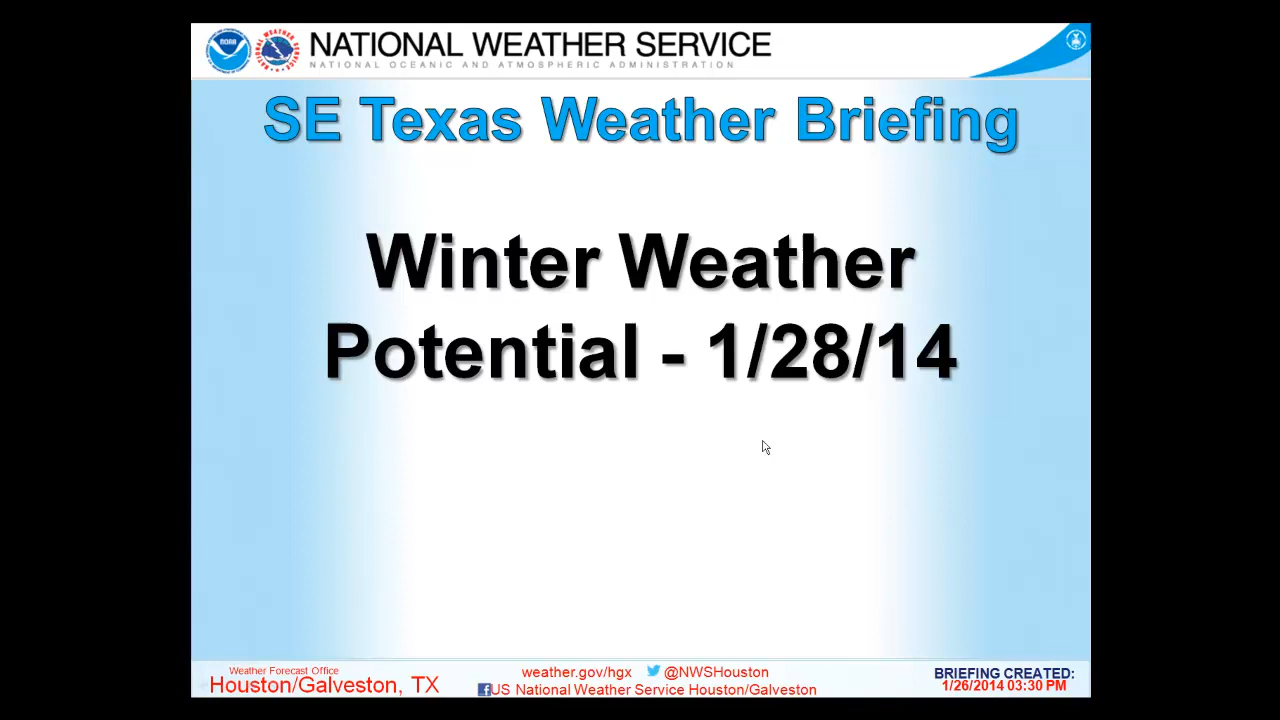 NOAA
NATIONAL WEATHER SERVICE
NATIONAL OCEANIC AND ATMOSPHERIC ADMINISTRATION
SE Texas Weather Briefing
Winter Weather
Potential - 1/28/14
Weather Forecast Office
Houston/Galveston, TX
weather.gov/hgx @NWSHouston
US National Weather Service Houston/Galveston
BRIEFING CREATED:
1/26/2014 03:30 PM